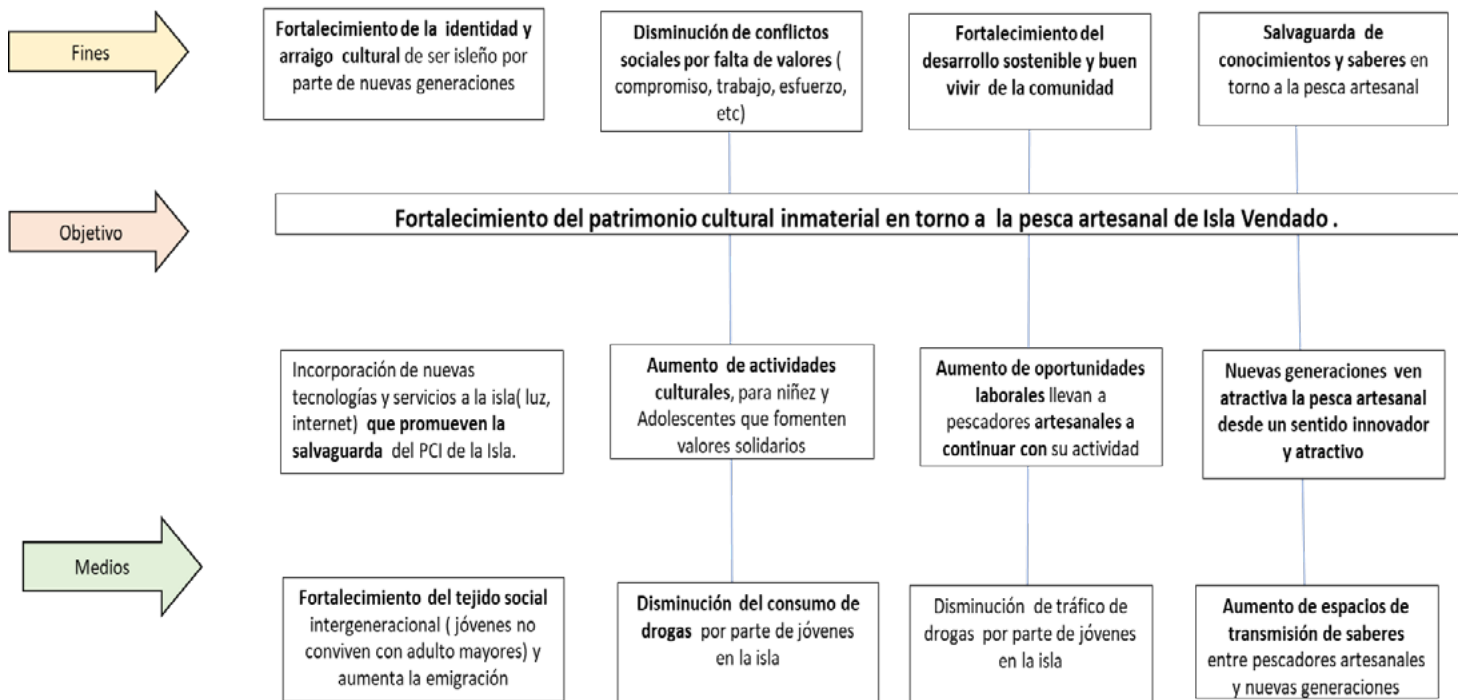 Fines
Fortalecimiento de la identidad y
arraigo cultural de ser isleño por
parte de nuevas generaciones
Disminución de conflictos
sociales por falta de valores (
compromiso, trabajo, esfuerzo,
etc)
Fortalecimiento del
desarrollo sostenible y buen
vivir de la comunidad
Salvaguarda de
conocimientos y saberes en
torno a la pesca artesanal
Objetivo
Fortalecimiento del patrimonio cultural inmaterial en torno a la pesca artesanal de Isla Vendado .
Incorporación de nuevas
tecnologías y servicios a la isla( luz,
internet) que promueven la
salvaguarda del PCI de la Isla.
Aumento de actividades
culturales, para niñez y
Adolescentes que fomenten
valores solidarios
Aumento de oportunidades
laborales llevan a
pescadores artesanales a
continuar con su actividad
Nuevas generaciones ven
atractiva la pesca artesanal
desde un sentido innovador
y atractivo
Medios
Fortalecimiento del tejido social
intergeneracional ( jóvenes no
conviven con adulto mayores) y
aumenta la emigración
Disminución del consumo de
drogas por parte de jóvenes
en la isla
Disminución de tráfico de
drogas por parte de jóvenes
en la isla
Aumento de espacios de
transmisión de saberes
entre pescadores artesanales
y nuevas generaciones